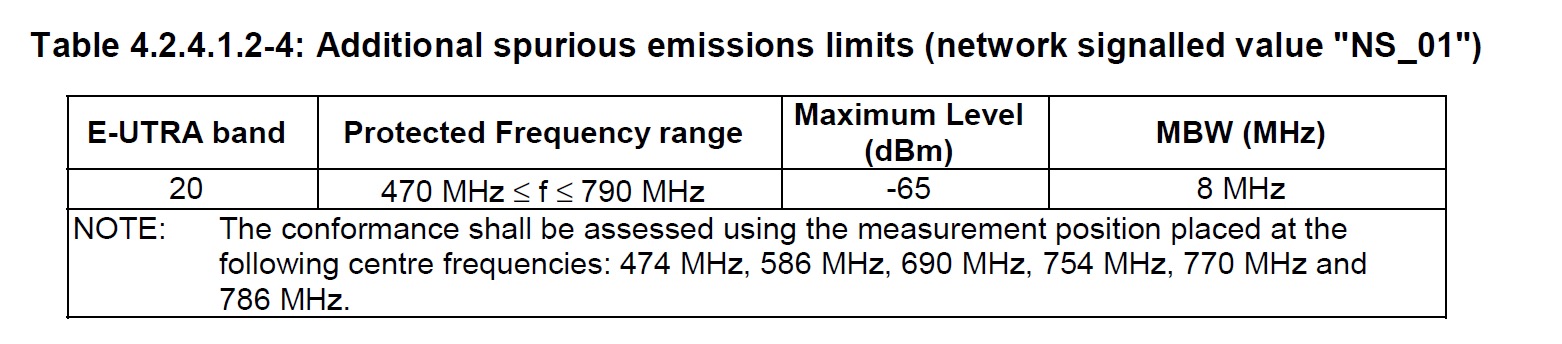 Table 4.2.4.1.2-4: Additional spurious emissions limits (network signalled value "NS_01")
E-UTRA band Protected Frequency range Maximum Level (dBm) MBW (MHz)
20 470 MHz ≤ f ≤ 790 MHz -65 8 MHz
NOTE: The conformance shall be assessed using the measurement position placed at the
following centre frequencies: 474 MHz, 586 MHz, 690 MHz, 754 MHz, 770 MHz and
786 MHz.